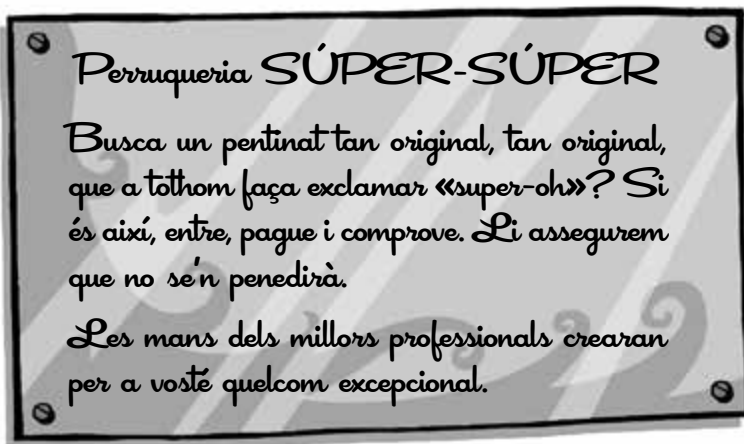 Perruqueria SÚPER-SÚPER
Busca un pentinat tan original, tan original,
que a tothom faça exclamar «super-oh»? Si
és així, entre, pague i comprove. Li assegurem
que no se'n penedirà.
Les mans dels millors professionals crearan
per a vosté quelcom excepcional.